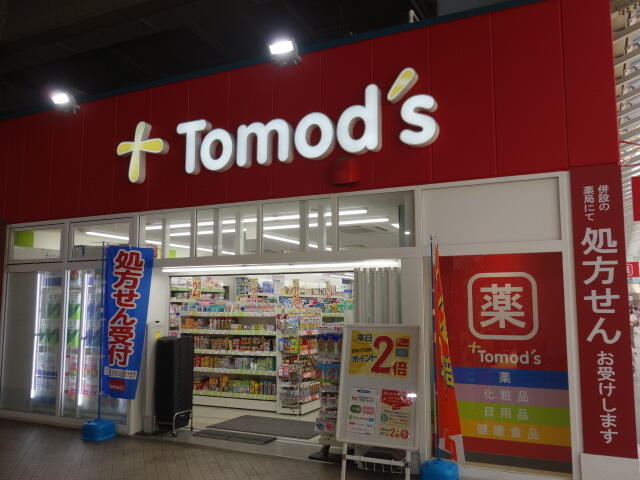 Tomod's
併設の
薬局にて
処方せん
お受けします
処方せん受付
Tomod's
本日
ポイント2倍
薬
Tomod's
薬
化粧品
日用品
健康食品